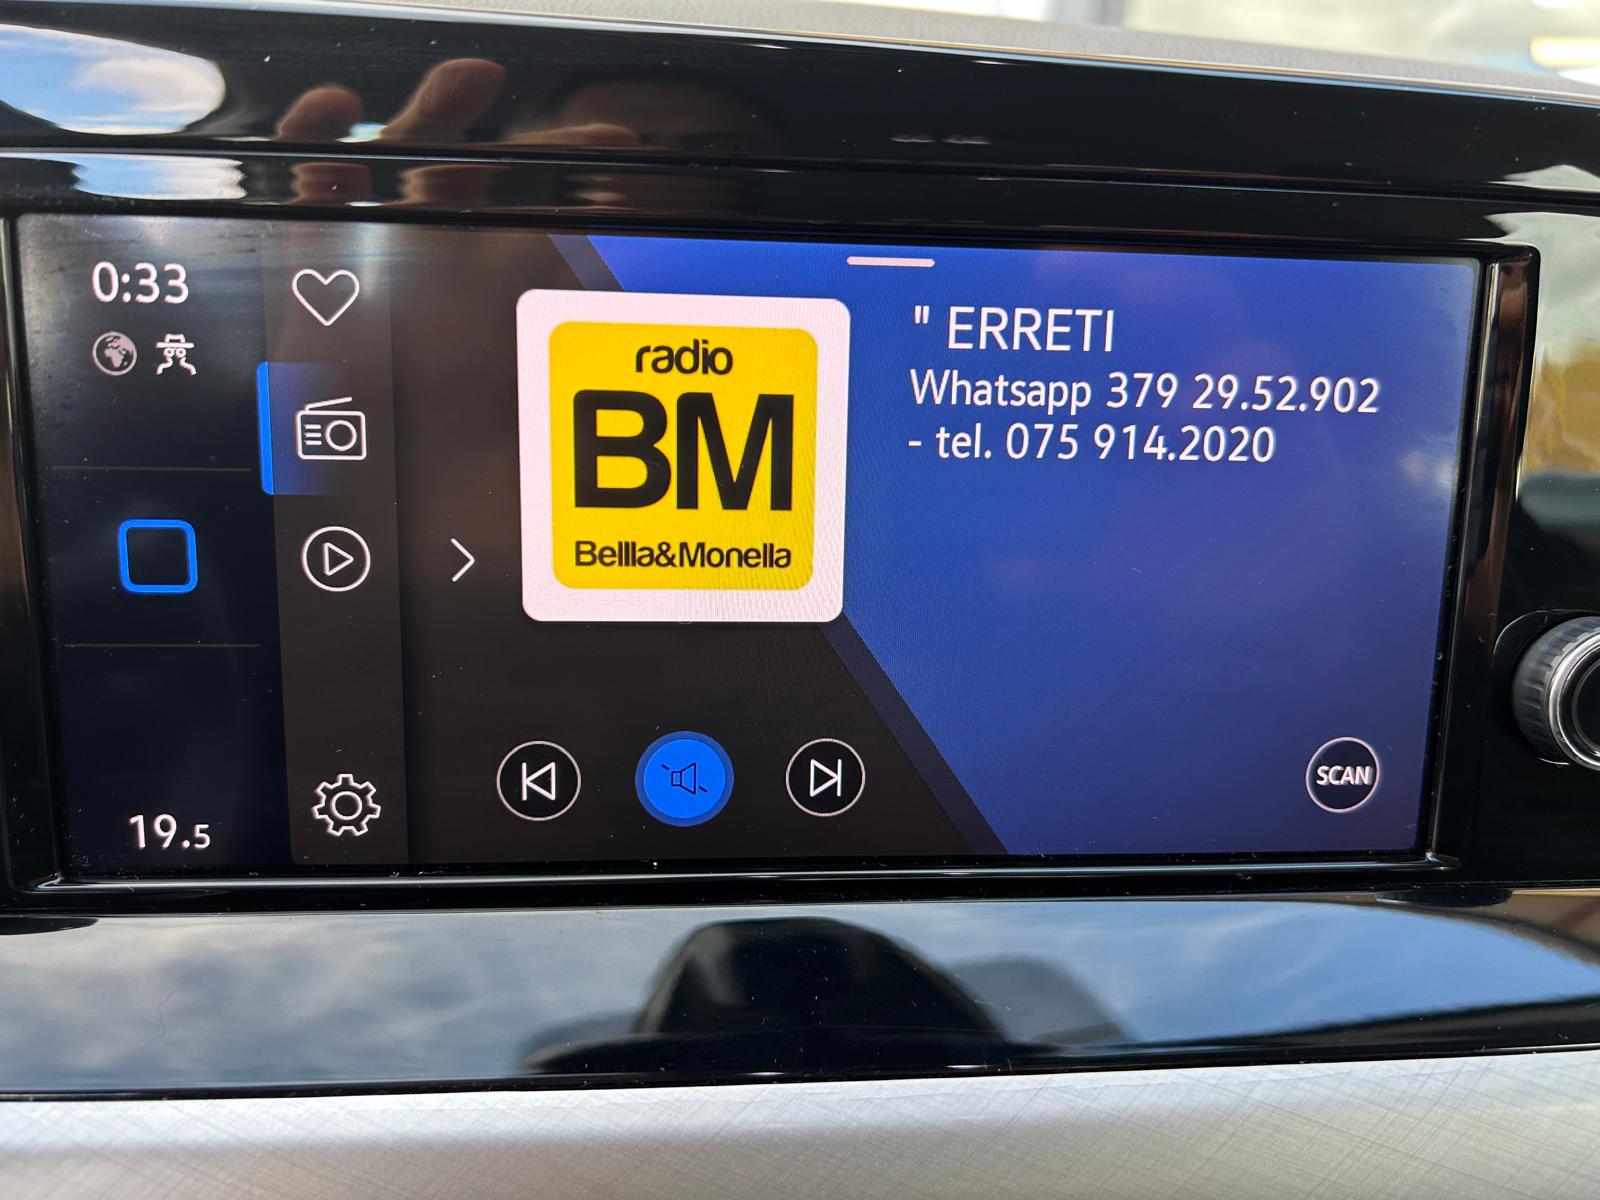 0:33
radio
BM
Bellla&Monella
" ERRETI
Whatsapp 379 29.52.902
- tel. 075 914.2020
SCAN
19.5